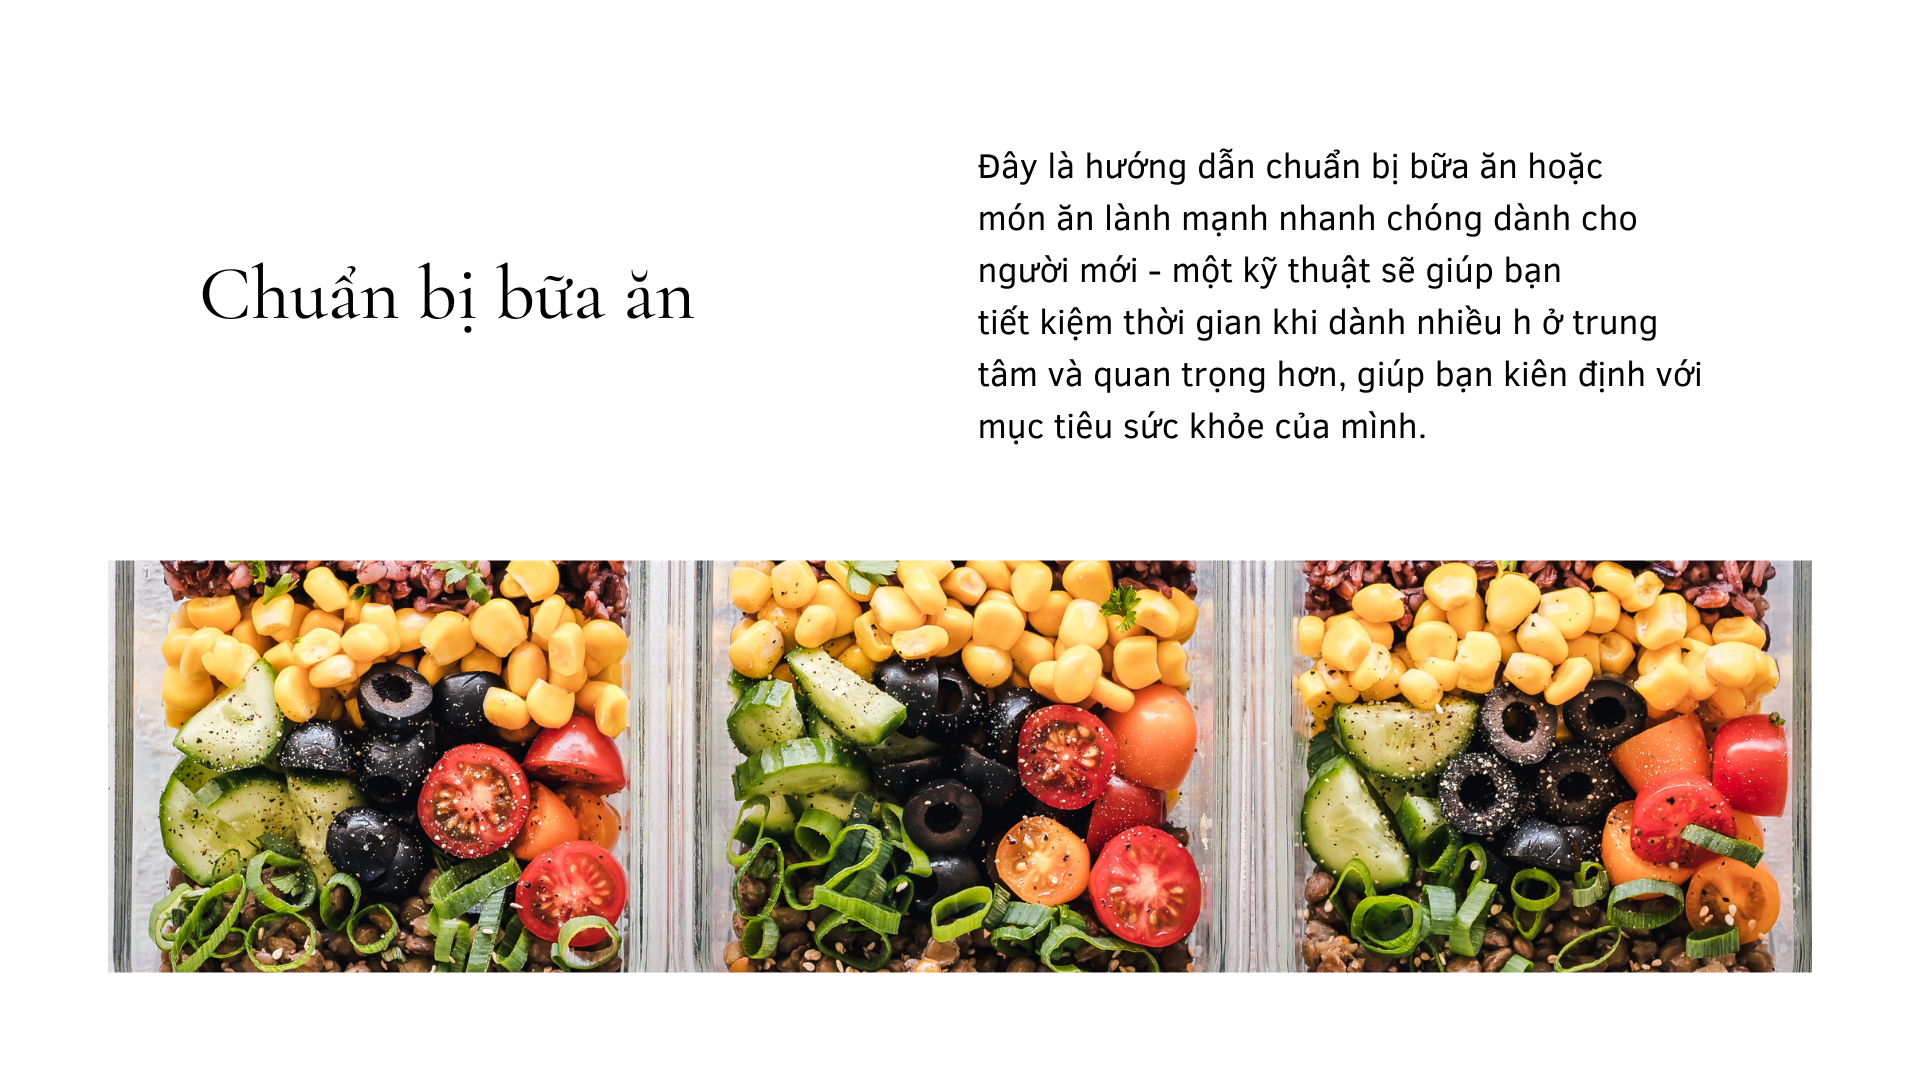 Chuẩn bị bữa ăn
Đây là hướng dẫn chuẩn bị bữa ăn hoặc
món ăn lành mạnh nhanh chóng dành cho
người mới - một kỹ thuật sẽ giúp bạn
tiết kiệm thời gian khi dành nhiều h ở trung
tâm và quan trọng hơn, giúp bạn kiên định với
mục tiêu sức khỏe của mình.